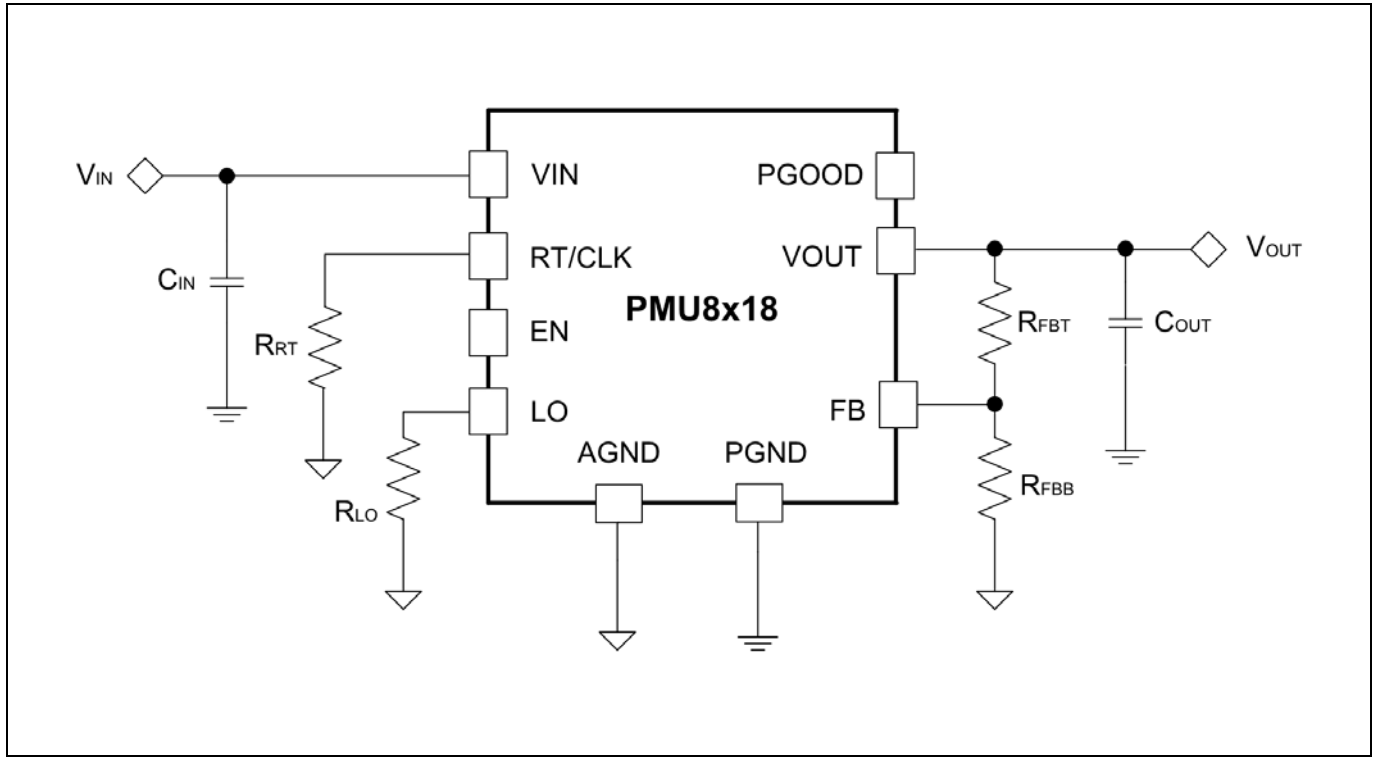 VIN
VIN
PGOOD
RT/CLK
VOUT
VOUT
CIN
PMU8x18
RRT
EN
RFBT
COUT
LO
FB
AGND
PGND
RLO
RFBB